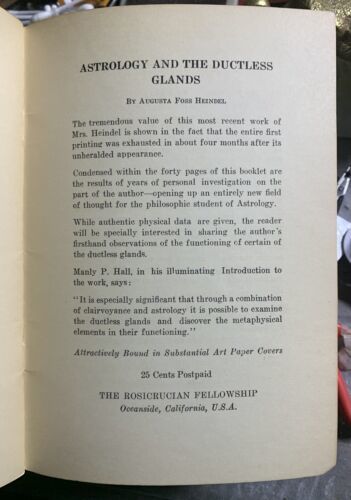 ASTROLOGY AND THE DUCTLESS
GLANDS
By Augusta Foss Heindel
The tremendous value of this most recent work of
Mrs. Heindel is shown in the fact that the entire first
printing was exhausted in about four months after its
unheralded appearance.
Condensed within the forty pages of this booklet are
the results of years of personal investigation on the
part of the author—opening up an entirely new field
of thought for the philosophic student of Astrology.
While authentic physical data are given, the reader
will be specially interested in sharing the author's
firsthand observations of the functioning of certain of
the ductless glands.
Manly P. Hall, in his illuminating Introduction to
the work, says:
"It is especially significant that through a combination
of clairvoyance and astrology it is possible to examine
the ductless glands and discover the metaphysical
elements in their functioning."
Attractively Bound in Substantial Art Paper Covers
25 Cents Postpaid
THE ROSICRUCIAN FELLOWSHIP
Oceanside, California, U.S.A.